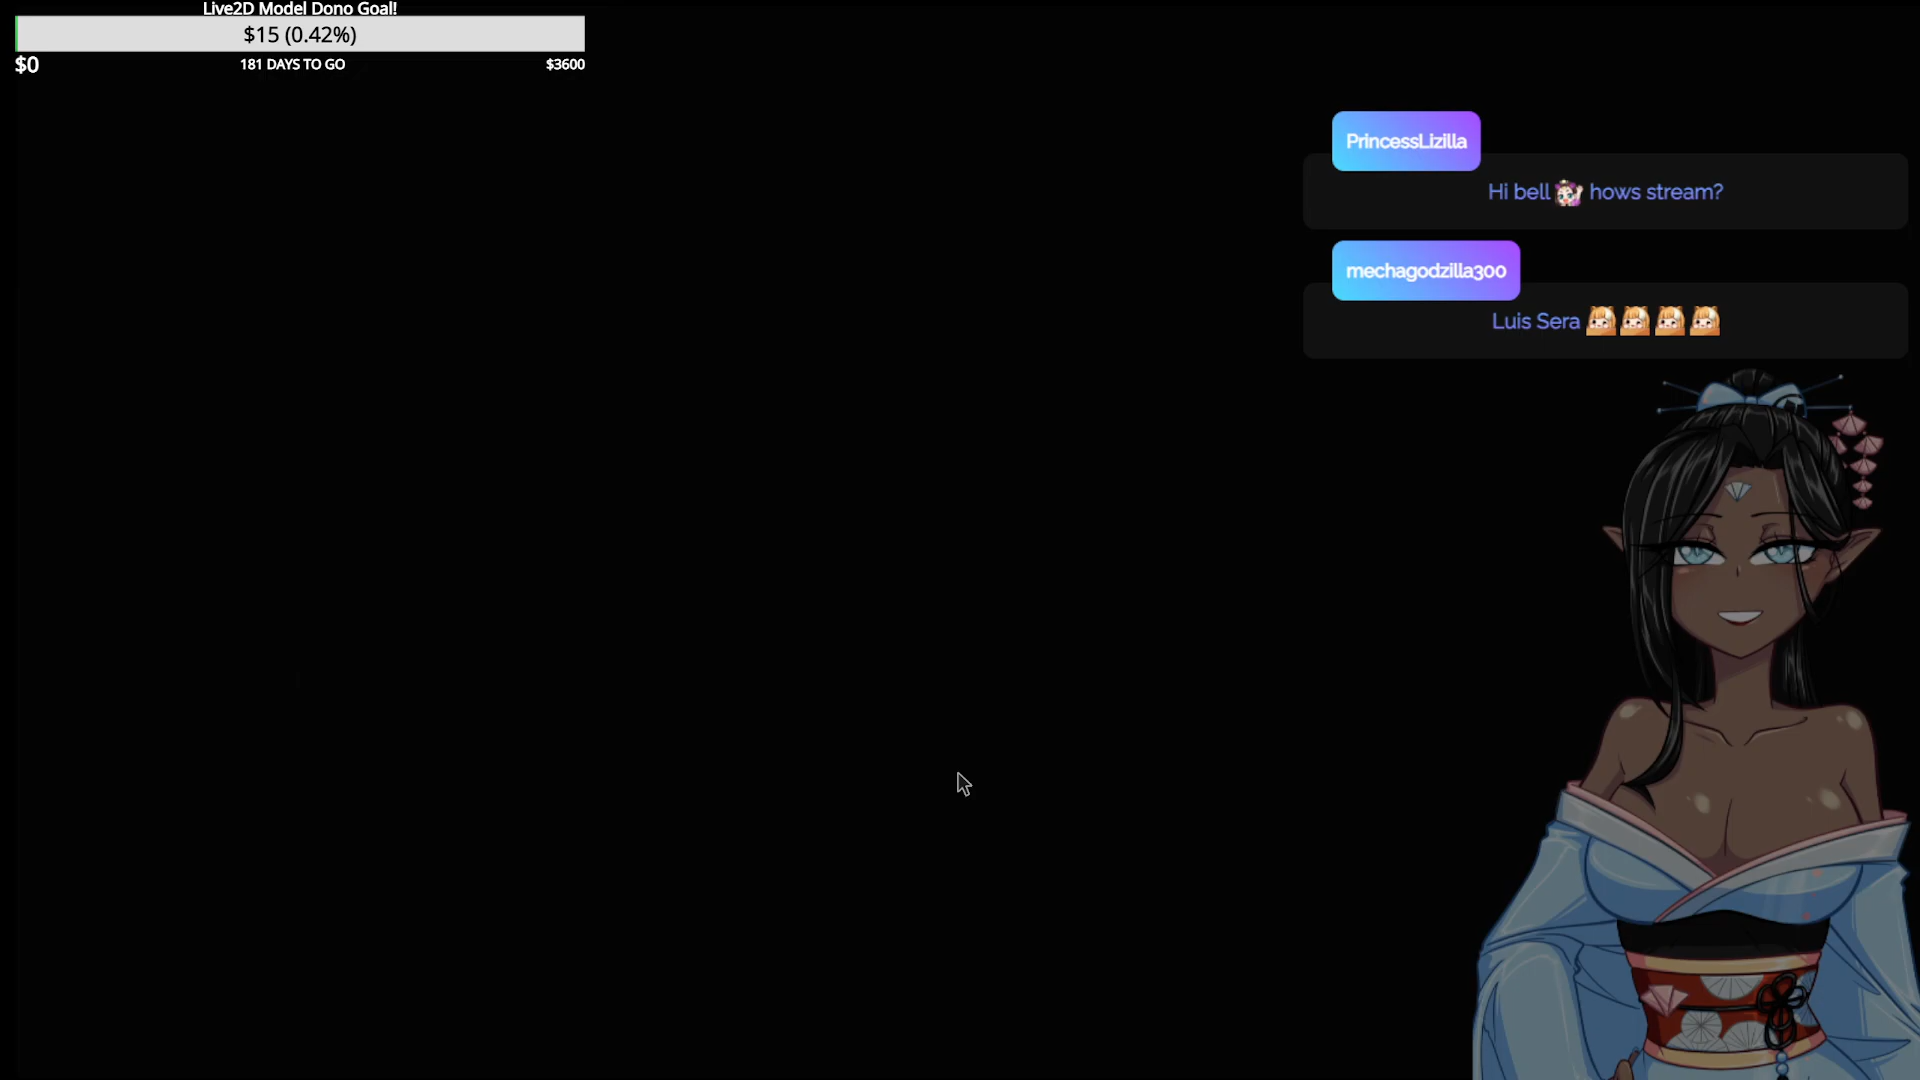 Live2D Model Dono Goal!
$15 (0.42%)
$0 181 DAYS TO GO $3600
PrincessLizilla
Hi bell hows stream?
mechagodzilla300
Luis Sera